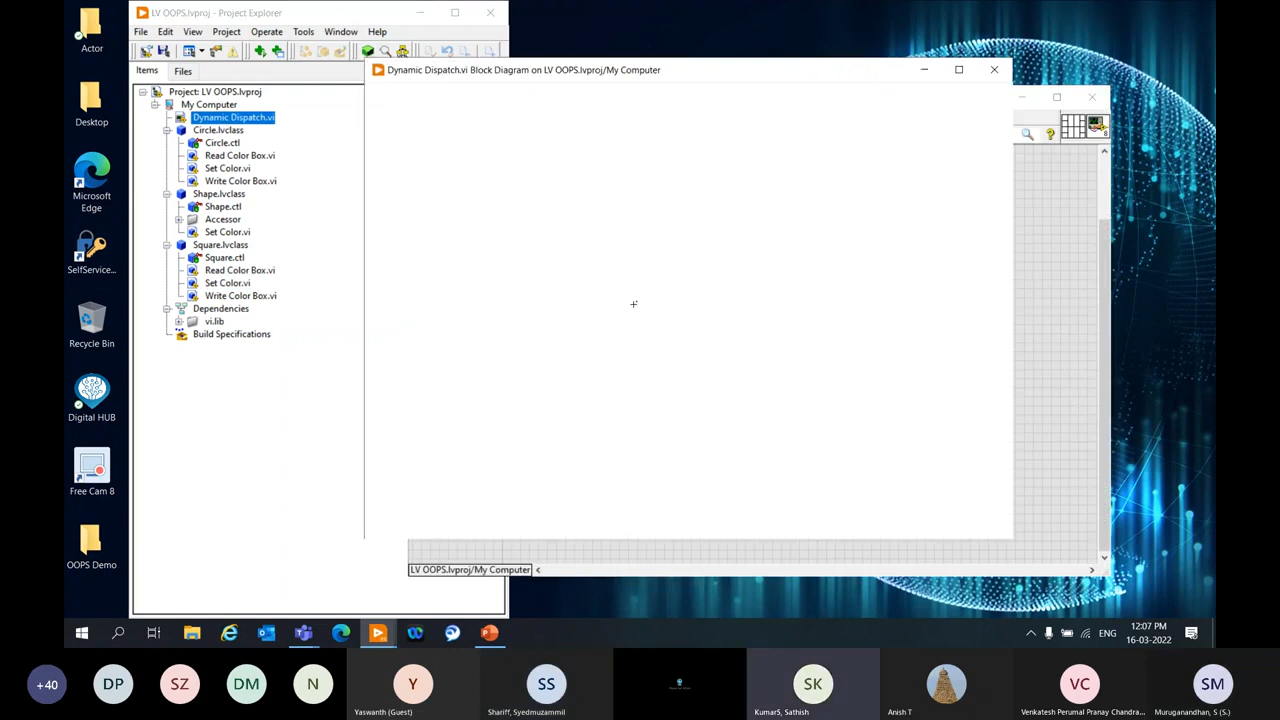 Actor
Desktop
Microsoft
Edge
SelfService...
Recycle Bin
Digital HUB
Free Cam 8
OOPS Demo
LV OOPS.lvproj - Project Explorer
File Edit View Project Operate Tools Window Help
Items Files
Project: LV OOPS.lvproj
My Computer
Dynamic Dispatch.vi
Circle.lvclass
Circle.ctl
Read Color Box.vi
Set Color.vi
Write Color Box.vi
Shape.lvclass
Shape.ctl
Accessor
Set Color.vi
Square.lvclass
Square.ctl
Read Color Box.vi
Set Color.vi
Write Color Box.vi
Dependencies
vi.lib
Build Specifications
Dynamic Dispatch.vi Block Diagram on LV OOPS.lvproj/My Computer
LV OOPS.lvproj/My Computer
ENG
12:07 PM
16-03-2022
+40
DP
SZ
DM
N
Y
Yaswanth (Guest)
SS
Shariff, Syedmuzammil
SK
Kumar5, Sathish
Anish T
VC
Venkatesh Perumal Pranay Chandra...
SM
Muruganandhan, S (S.)